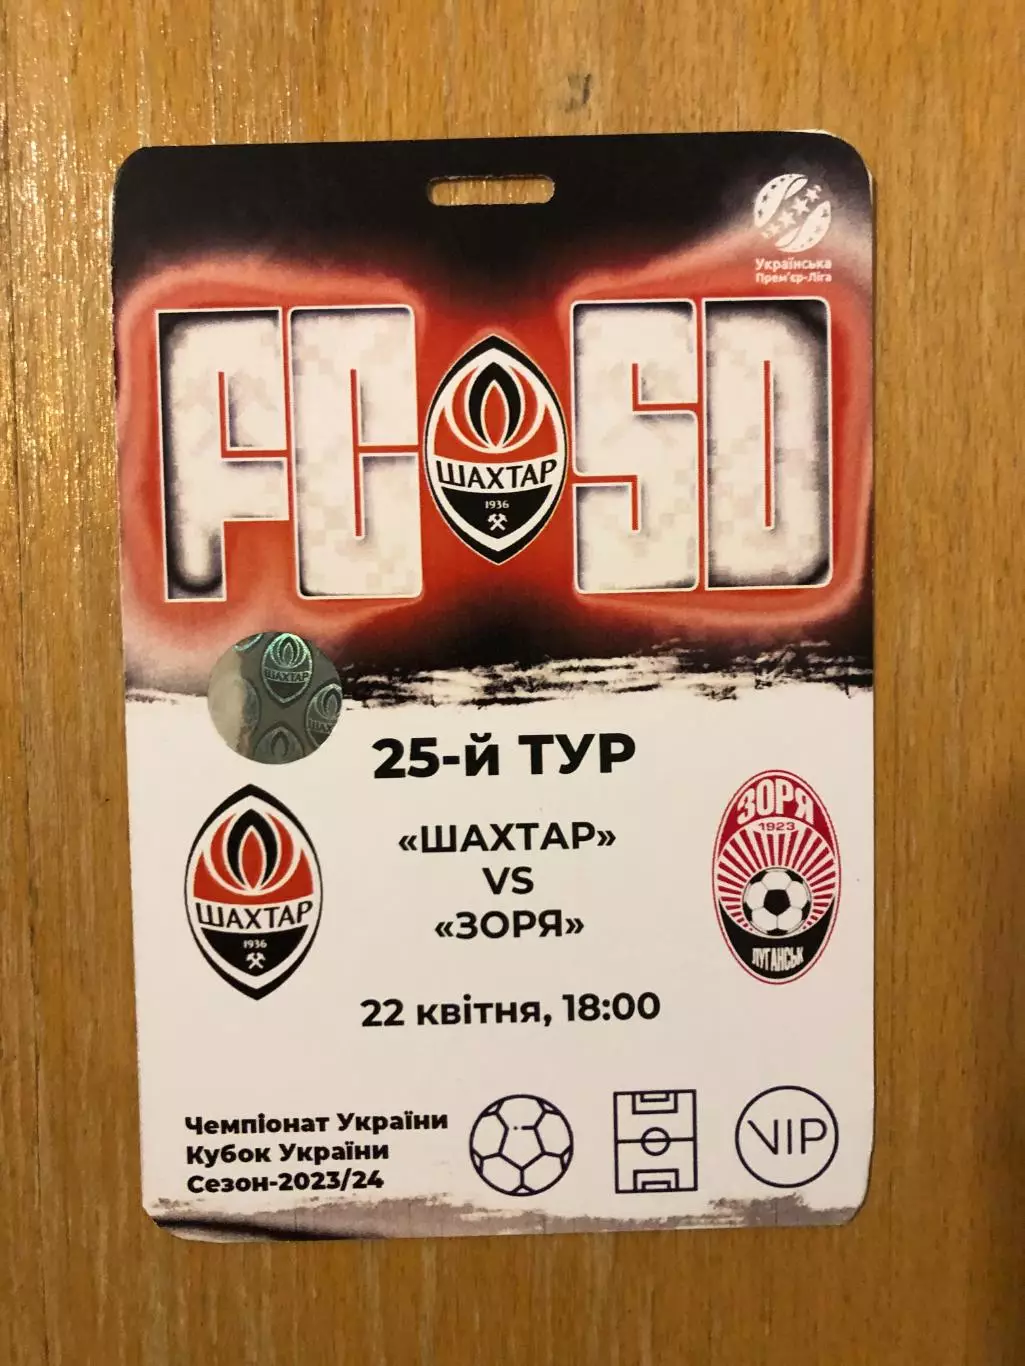 Українська
Прем'єр-Ліга
FC SD
ШАХТАР
1936
ШАХТАР
25-й ТУР
«ШАХТАР»
VS
«ЗОРЯ»
ШАХТАР
1936
ЗОРЯ
1923
ЛУГАНСЬК
22 квітня, 18:00
Чемпіонат України
Кубок України
Сезон-2023/24
VIP